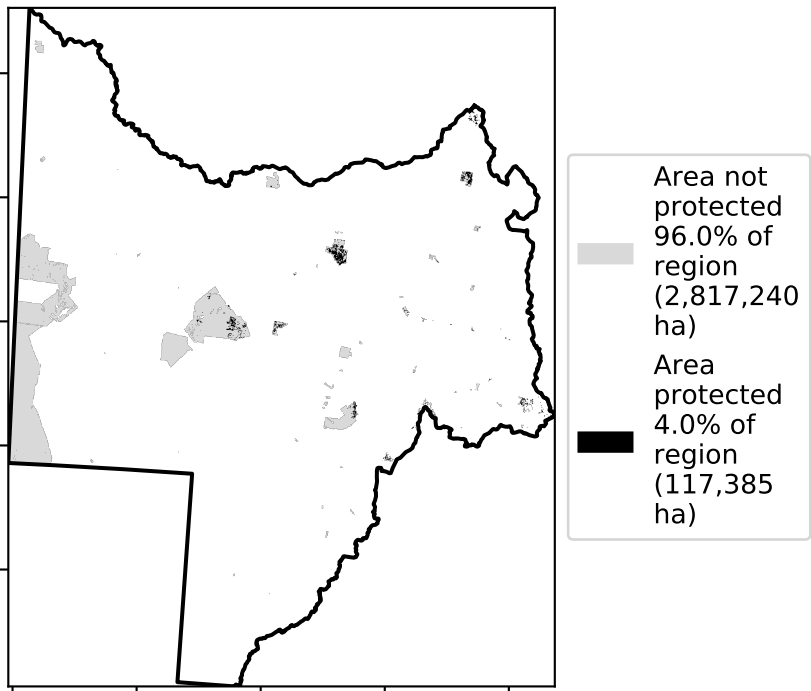 Area not
protected
96.0% of
region
(2,817,240
ha)
Area
protected
4.0% of
region
(117,385
ha)